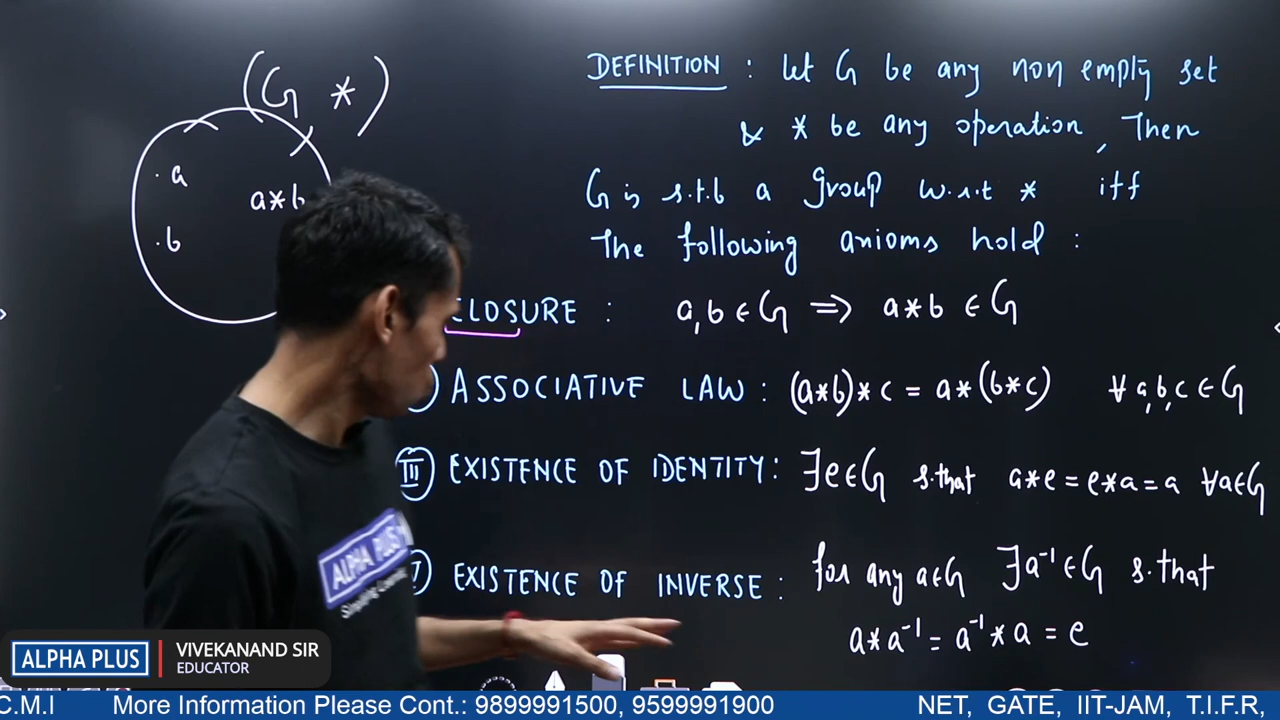 (G *)
DEFINITION : Let G be any non empty set
& * be any operation, Then
G is s.t.b a Group w.r.t * iff
The following axioms hold :
. a
a*b
. b
CLOSURE : a,b ∈ G ⇒ a*b ∈ G
ASSOCIATIVE LAW : (a*b)*c = a*(b*c) ∀ a,b,c ∈ G
III EXISTENCE OF IDENTITY : ∃ e∈G s.that a*e = e*a = a ∀a∈G
EXISTENCE OF INVERSE : for any a∈G ∃ a⁻¹ ∈ G s.that
a*a⁻¹ = a⁻¹*a = e
ALPHA PLUS
ALPHA PLUS
VIVEKANAND SIR
EDUCATOR
C.M.I More Information Please Cont.: 9899991500, 9599991900 NET, GATE, IIT-JAM, T.I.F.R,